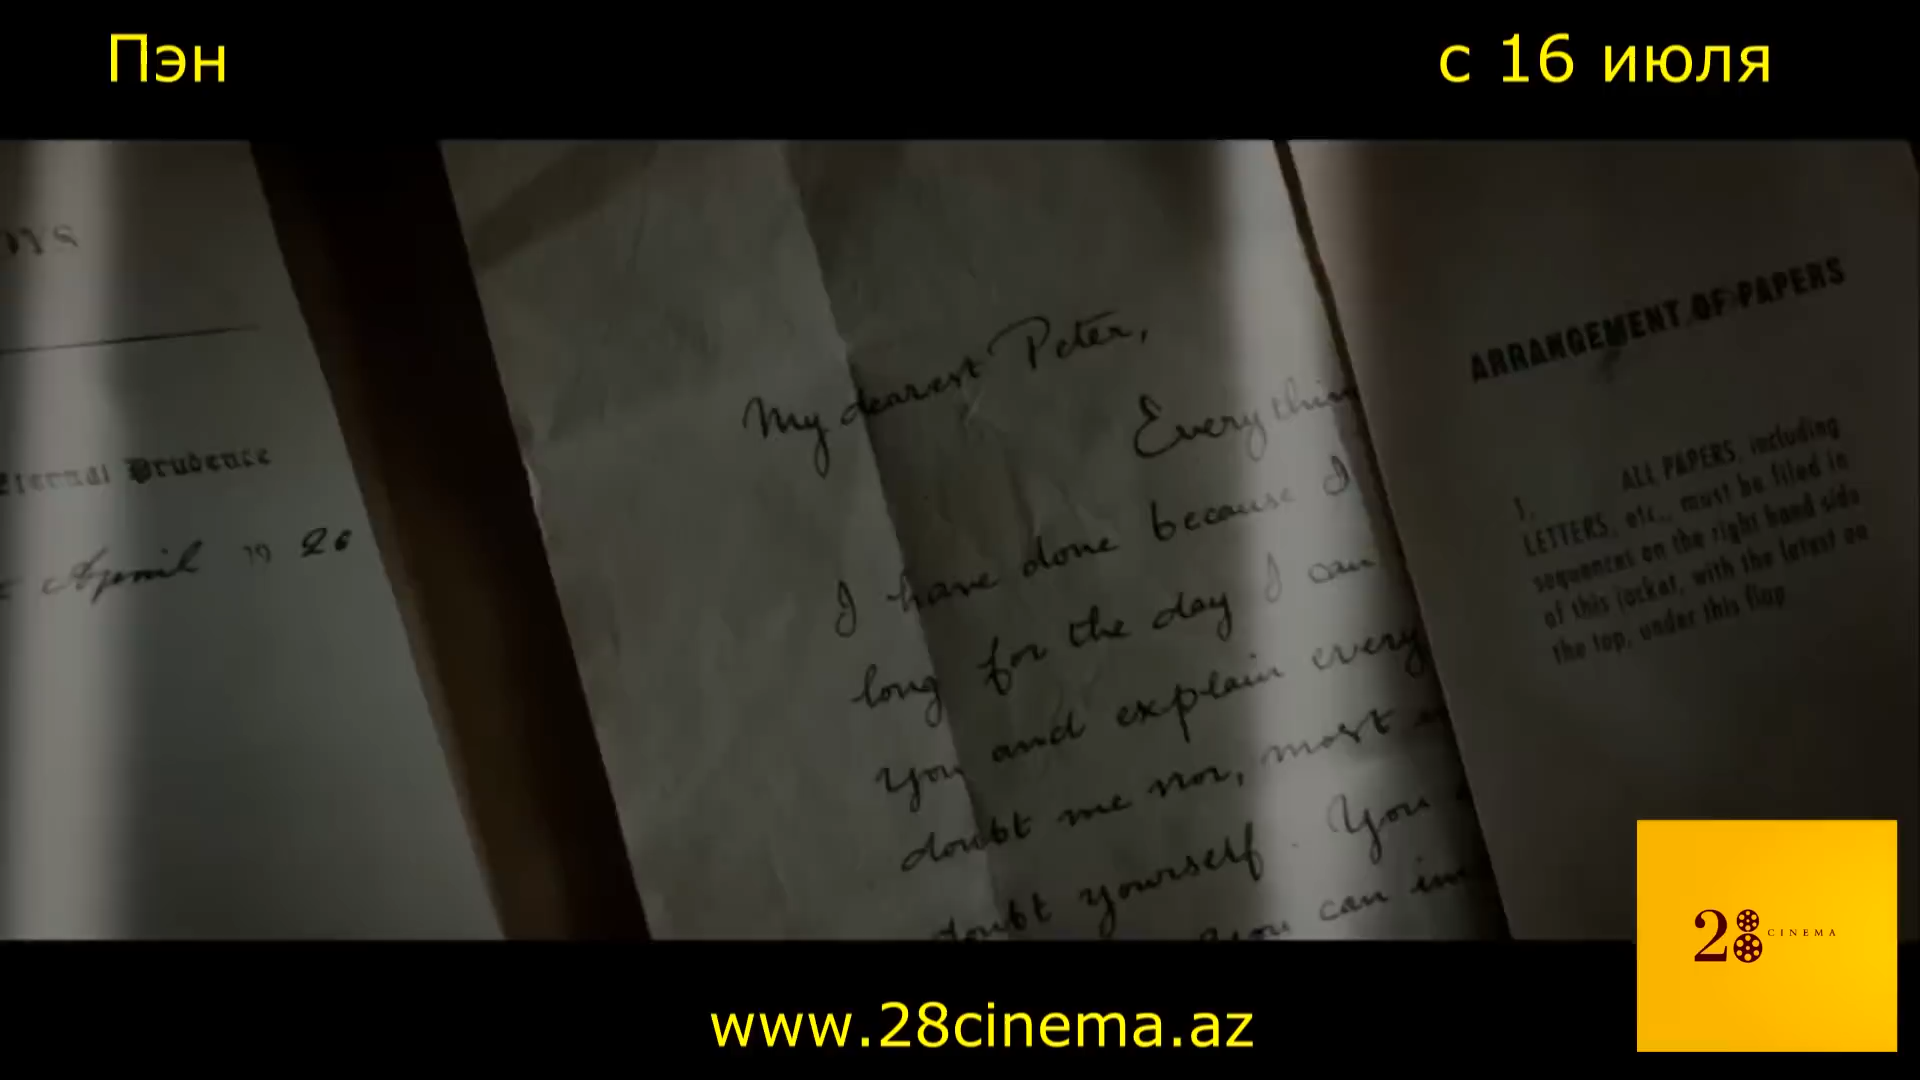 Пэн
с 16 июля
Eternal Prudence
April 19 26
My dearest Peter,
I have done because I
long for the day I can
you and explain every
doubt me nor, most
doubt yourself. You
you can im
ARRANGEMENT OF PAPERS
1. ALL PAPERS, including
LETTERS, etc., must be filed in
sequences on the right hand side
of this jacket, with the latest on
the top, under this flap
28 CINEMA
www.28cinema.az